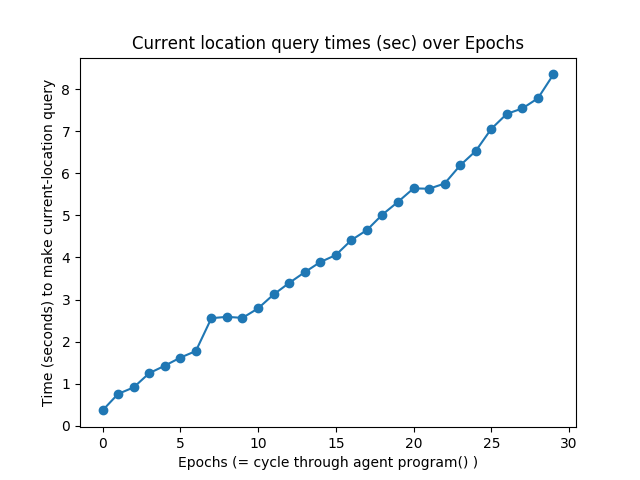 Current location query times (sec) over Epochs
Time (seconds) to make current-location query
8
7
6
5
4
3
2
1
0
0 5 10 15 20 25 30
Epochs (= cycle through agent program() )